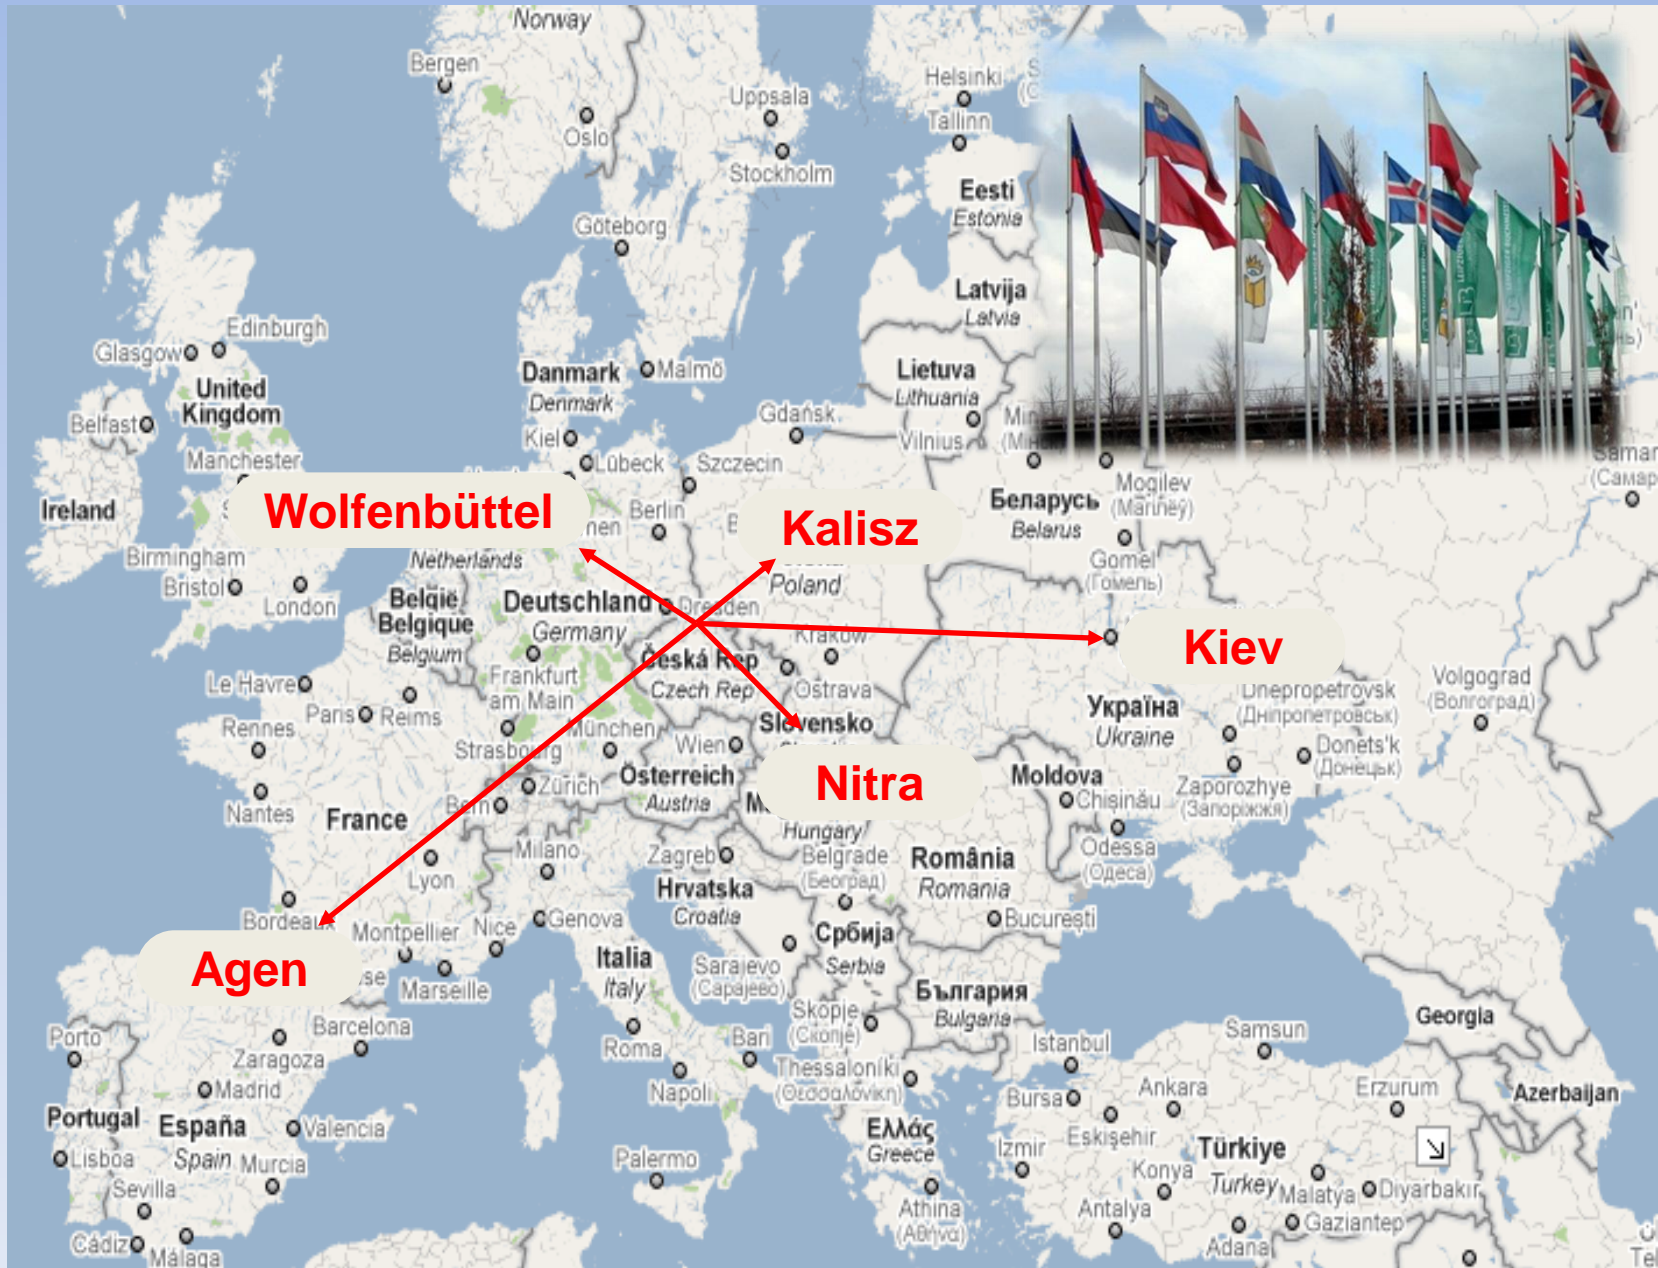 Norway
Bergen
Helsinki
Uppsala
Tallinn
Oslo
Stockholm
Eesti
Estonia
Göteborg
Latvija
Latvia
Edinburgh
Glasgow
Danmark
Denmark
Malmö
Lietuva
Lithuania
United
Kingdom
Belfast
Gdańsk
Vilnius
Kiel
Lübeck
Szczecin
Manchester
Mogilev
Ireland
Wolfenbüttel
Berlin
Kalisz
Беларусь
Belarus
Birmingham
Netherlands
Gomel
(Гомель)
Bristol
London
België
Belgique
Belgium
Deutschland
Germany
Dresden
Poland
Kraków
Kiev
Česká Rep
Czech Rep
Le Havre
Frankfurt
am Main
Ostrava
Dnepropetrovsk
(Дніпропетровськ)
Volgograd
(Волгоград)
Paris
Reims
Rennes
Strasbourg
München
Wien
Slovensko
Україна
Ukraine
Donets'k
(Донецьк)
Nitra
Zürich
Österreich
Austria
Moldova
Chișinău
Zaporozhye
(Запоріжжя)
Nantes
France
Bern
Hungary
Milano
Zagreb
Belgrade
(Београд)
România
Romania
Odessa
(Одеса)
Lyon
Hrvatska
Croatia
Bordeaux
Montpellier
Nice
Genova
București
Србија
Serbia
Agen
Marseille
Italia
Italy
Sarajevo
(Сарајево)
България
Bulgaria
Skopje
(Скопје)
Georgia
Porto
Barcelona
Zaragoza
Roma
Bari
Istanbul
Samsun
Madrid
Napoli
Thessaloníki
(Θεσσαλονίκη)
Bursa
Ankara
Erzurum
Azerbaijan
Portugal
España
Spain
Valencia
Ελλάς
Greece
Izmir
Eskişehir
Türkiye
Turkey
Lisboa
Murcia
Palermo
Konya
Malatya
Diyarbakır
Sevilla
Athina
(Αθήνα)
Antalya
Gaziantep
Cádiz
Málaga
Adana